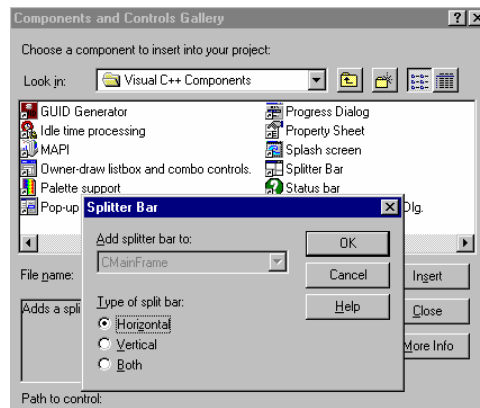 Components and Controls Gallery
Choose a component to insert into your project:
Look in: Visual C++ Components
GUID Generator Progress Dialog
Idle time processing Property Sheet
MAPI Splash screen
Owner-draw listbox and combo controls. Splitter Bar
Palette support Status bar
Pop-up Dlg.
Splitter Bar
Add splitter bar to:
CMainFrame
OK
Cancel
Help
Type of split bar:
Horizontal
Vertical
Both
File name: Insert
Adds a spli Close
More Info
Path to control: